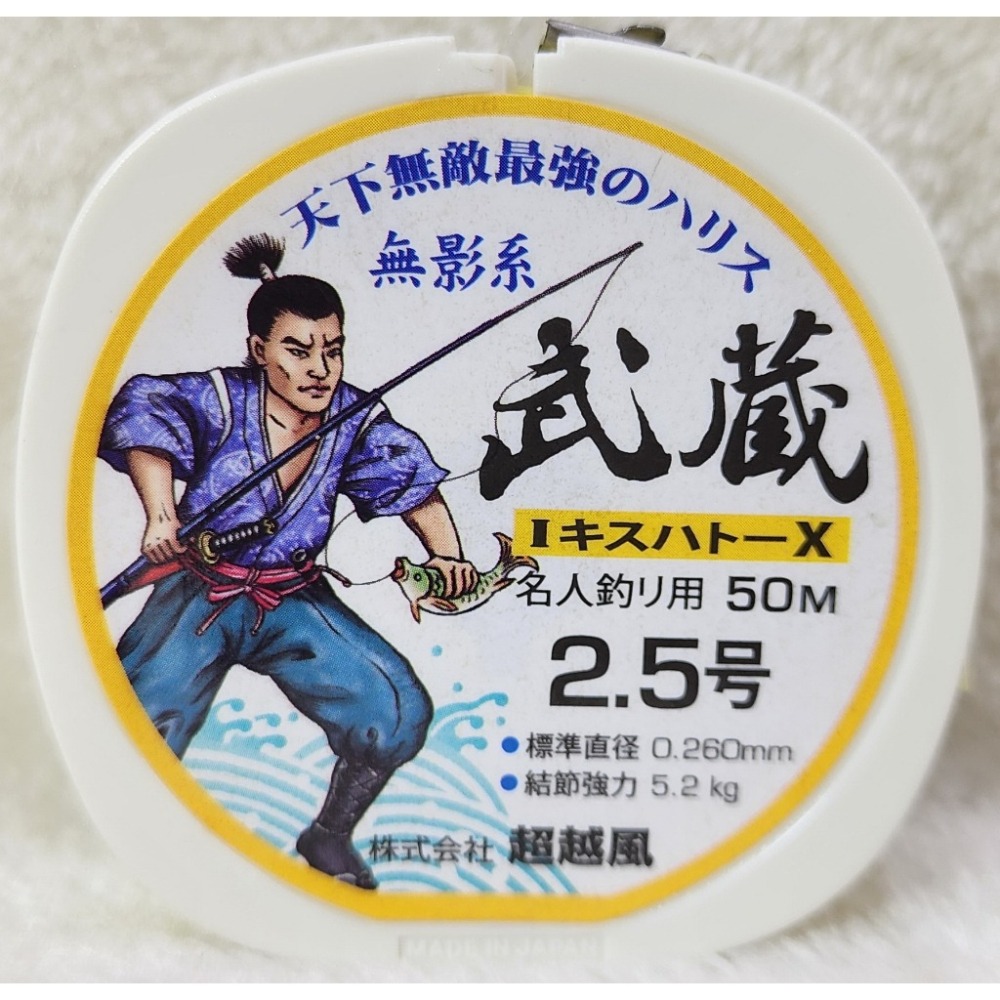 天下無敵最強のハリス
無影系
武蔵
Iキスハトーx
名人釣り用 50M
2.5号
• 標準直径 0.260mm
• 結節強力 5.2 kg
株式会社 超越風
MADE IN JAPAN